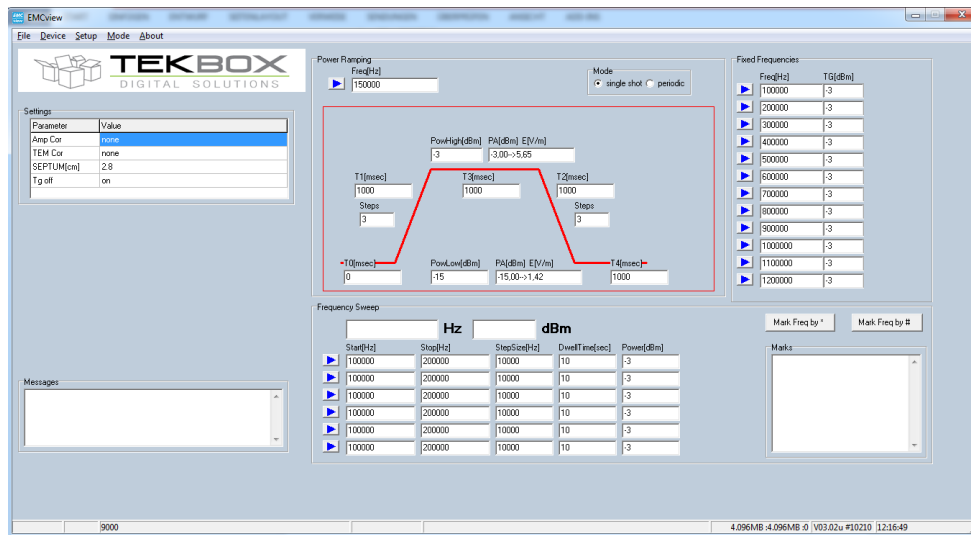 EMCview
File Device Setup Mode About
TEKBOX
DIGITAL SOLUTIONS
Settings
Parameter Value
Amp Cor none
TEM Cor none
SEPTUM[cm] 2.8
Tg off on
Messages
Power Ramping
Freq[Hz]
150000
Mode
single shot periodic
PowHigh[dBm] PA[dBm] E[V/m]
-3 -3,00-->5,65
T1[msec] T3[msec] T2[msec]
1000 1000 1000
Steps Steps
3 3
T0[msec] PowLow[dBm] PA[dBm] E[V/m] T4[msec]
0 -15 -15,00-->1,42 1000
Fixed Frequencies
Freq[Hz] TG[dBm]
100000 -3
200000 -3
300000 -3
400000 -3
500000 -3
600000 -3
700000 -3
800000 -3
900000 -3
1000000 -3
1100000 -3
1200000 -3
Frequency Sweep
Hz dBm
Start[Hz] Stop[Hz] StepSize[Hz] DwellTime[sec] Power[dBm]
100000 200000 10000 10 -3
100000 200000 10000 10 -3
100000 200000 10000 10 -3
100000 200000 10000 10 -3
100000 200000 10000 10 -3
100000 200000 10000 10 -3
Mark Freq by * Mark Freq by #
Marks
9000 4.096MB :4.096MB :0 V03.02u #10210 12:16:49